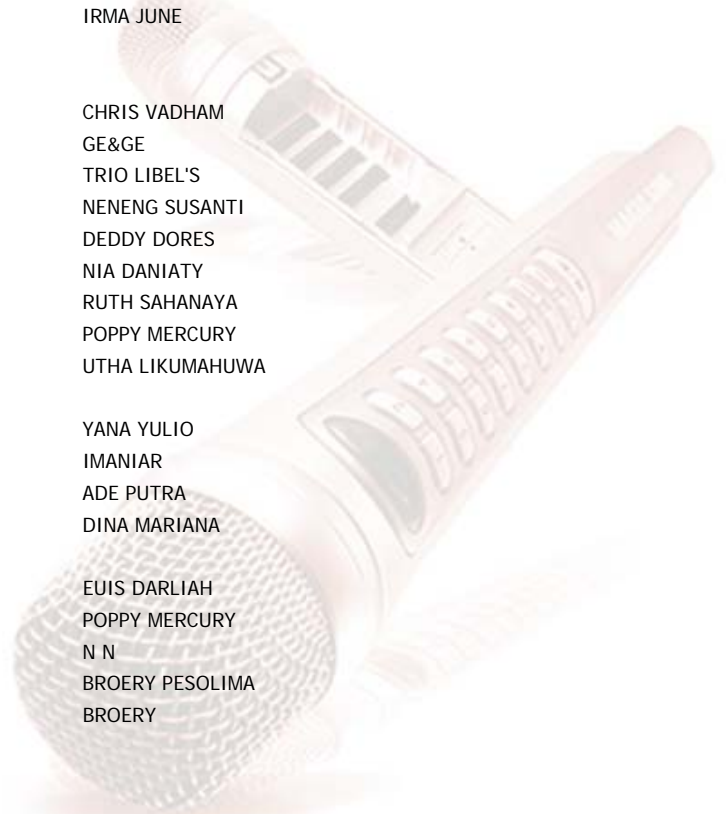 IRMA JUNE
CHRIS VADHAM
GE&GE
TRIO LIBEL'S
NENENG SUSANTI
DEDDY DORES
NIA DANIATY
RUTH SAHANAYA
POPPY MERCURY
UTHA LIKUMAHUWA
YANA YULIO
IMANIAR
ADE PUTRA
DINA MARIANA
EUIS DARLIAH
POPPY MERCURY
N N
BROERY PESOLIMA
BROERY